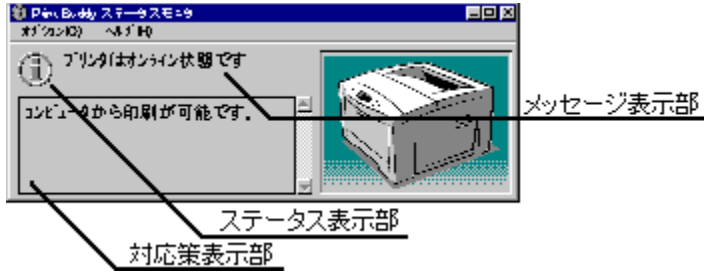 Print Buddy ステータスモニタ
オプション(O) ヘルプ(H)
プリンタはオンライン状態です
コンピュータから印刷が可能です。
メッセージ表示部
ステータス表示部
対応策表示部